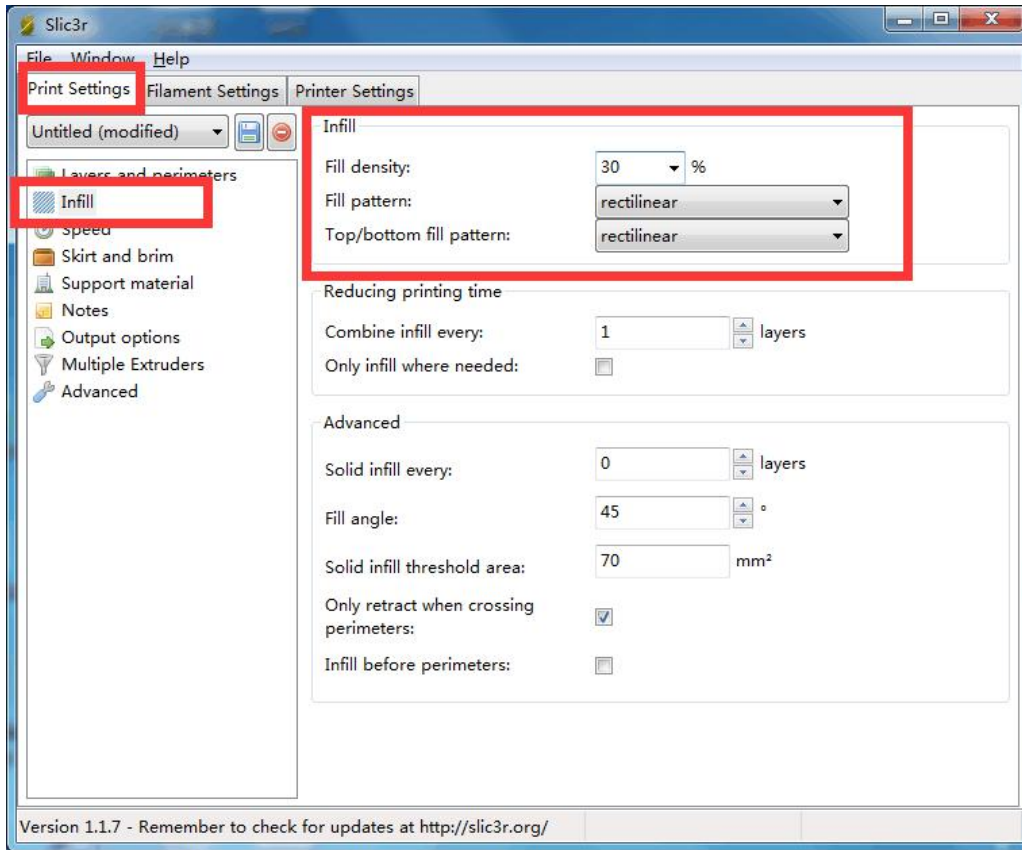 Slic3r
File Window Help
Print Settings Filament Settings Printer Settings
Untitled (modified)
Layers and perimeters
Infill
Speed
Skirt and brim
Support material
Notes
Output options
Multiple Extruders
Advanced
Infill
Fill density: 30 %
Fill pattern: rectilinear
Top/bottom fill pattern: rectilinear
Reducing printing time
Combine infill every: 1 layers
Only infill where needed:
Advanced
Solid infill every: 0 layers
Fill angle: 45 °
Solid infill threshold area: 70 mm²
Only retract when crossing
perimeters:
Infill before perimeters:
Version 1.1.7 - Remember to check for updates at http://slic3r.org/